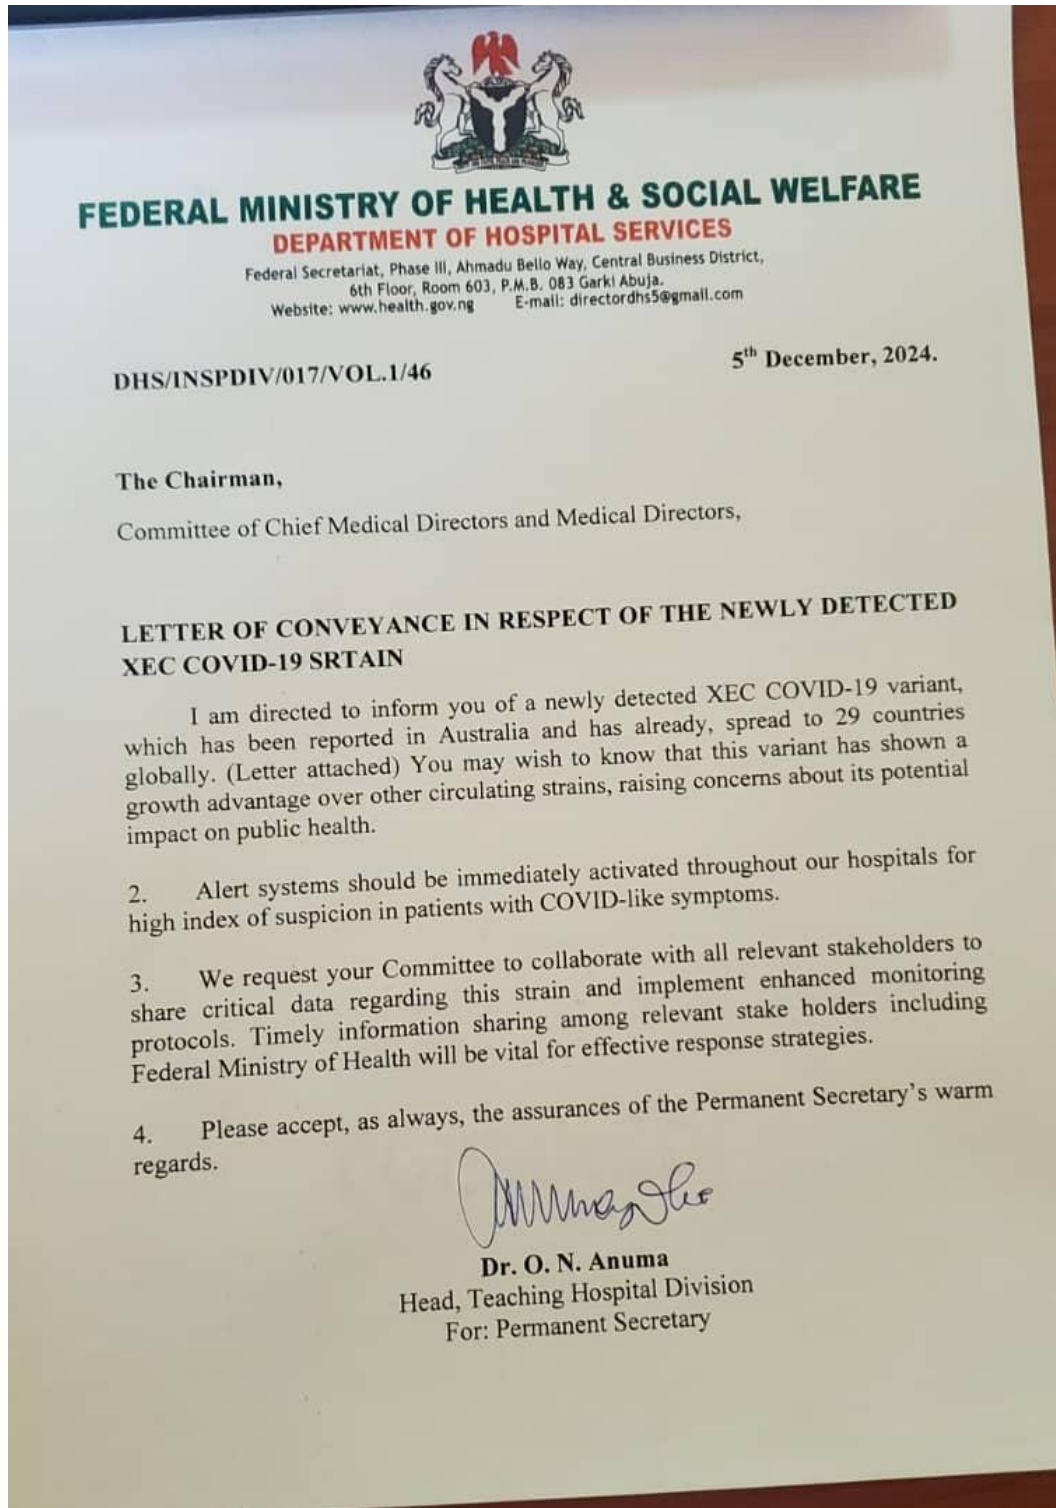 FEDERAL MINISTRY OF HEALTH & SOCIAL WELFARE
DEPARTMENT OF HOSPITAL SERVICES
Federal Secretariat, Phase III, Ahmadu Bello Way, Central Business District,
6th Floor, Room 603, P.M.B. 083 Garki Abuja.
Website: www.health.gov.ng E-mail: directordhs5@gmail.com
DHS/INSPDIV/017/VOL.1/46 5th December, 2024.
The Chairman,
Committee of Chief Medical Directors and Medical Directors,
LETTER OF CONVEYANCE IN RESPECT OF THE NEWLY DETECTED
XEC COVID-19 SRTAIN
I am directed to inform you of a newly detected XEC COVID-19 variant,
which has been reported in Australia and has already, spread to 29 countries
globally. (Letter attached) You may wish to know that this variant has shown a
growth advantage over other circulating strains, raising concerns about its potential
impact on public health.
2. Alert systems should be immediately activated throughout our hospitals for
high index of suspicion in patients with COVID-like symptoms.
3. We request your Committee to collaborate with all relevant stakeholders to
share critical data regarding this strain and implement enhanced monitoring
protocols. Timely information sharing among relevant stake holders including
Federal Ministry of Health will be vital for effective response strategies.
4. Please accept, as always, the assurances of the Permanent Secretary's warm
regards.
Dr. O. N. Anuma
Head, Teaching Hospital Division
For: Permanent Secretary